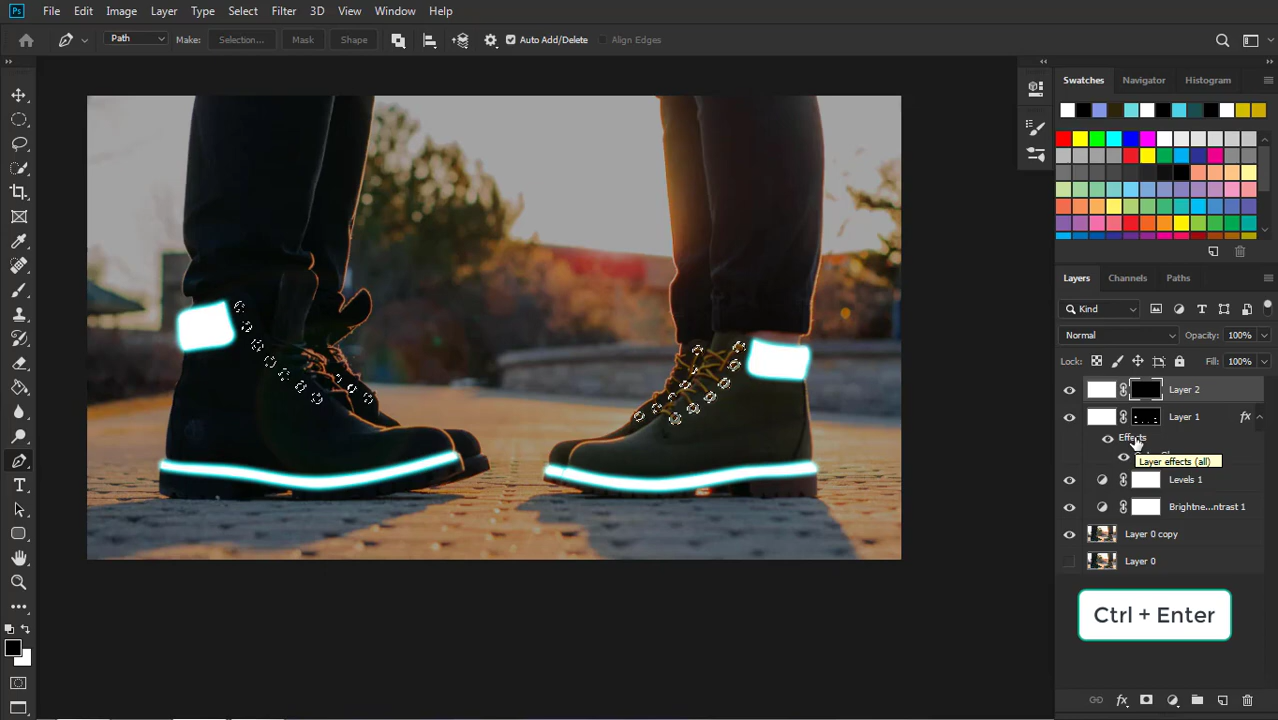 Ps File Edit Image Layer Type Select Filter 3D View Window Help
Path Make: Selection... Mask Shape Auto Add/Delete Align Edges
Swatches Navigator Histogram
Layers Channels Paths
Kind
Normal Opacity: 100%
Lock: Fill: 100%
Layer 2
Layer 1 fx
Effects
Layer effects (all)
Levels 1
Brightne...ntrast 1
Layer 0 copy
Layer 0
Ctrl + Enter
fx